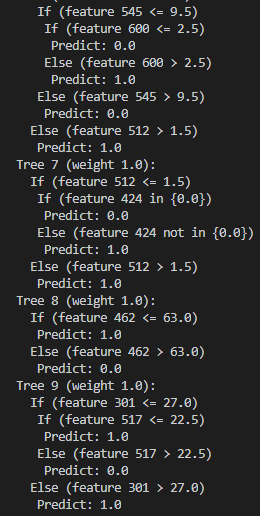 If (feature 545 <= 9.5)
If (feature 600 <= 2.5)
Predict: 0.0
Else (feature 600 > 2.5)
Predict: 1.0
Else (feature 545 > 9.5)
Predict: 0.0
Else (feature 512 > 1.5)
Predict: 1.0
Tree 7 (weight 1.0):
If (feature 512 <= 1.5)
If (feature 424 in {0.0})
Predict: 0.0
Else (feature 424 not in {0.0})
Predict: 1.0
Else (feature 512 > 1.5)
Predict: 1.0
Tree 8 (weight 1.0):
If (feature 462 <= 63.0)
Predict: 1.0
Else (feature 462 > 63.0)
Predict: 0.0
Tree 9 (weight 1.0):
If (feature 301 <= 27.0)
If (feature 517 <= 22.5)
Predict: 1.0
Else (feature 517 > 22.5)
Predict: 0.0
Else (feature 301 > 27.0)
Predict: 1.0